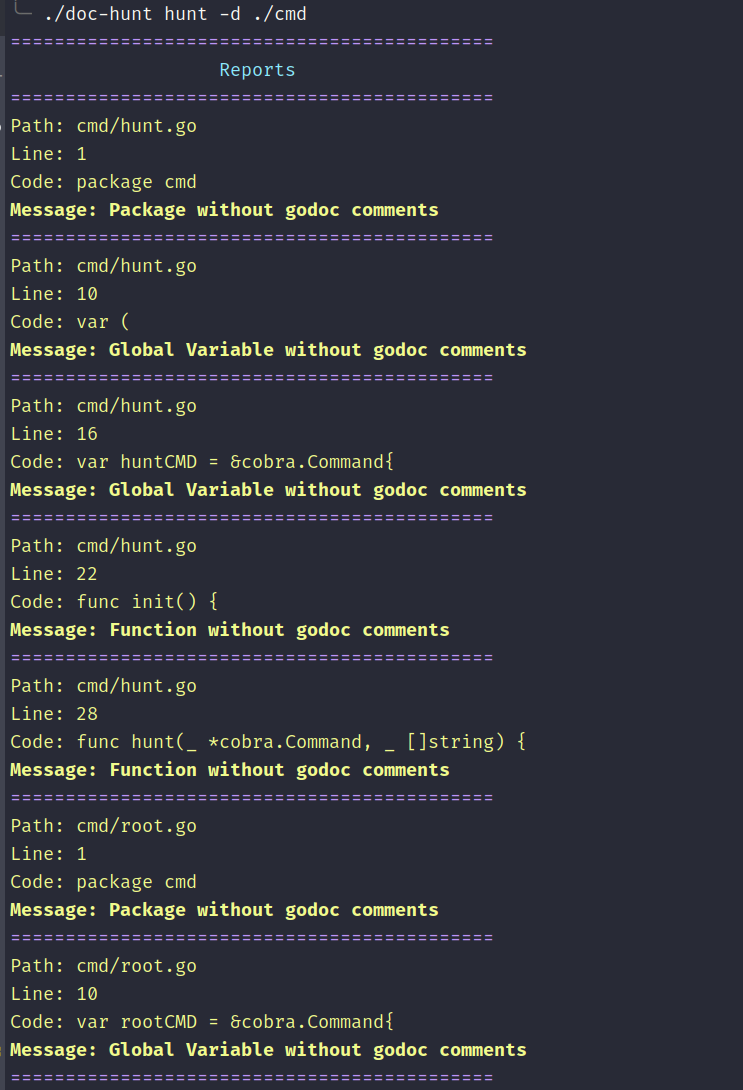 ./doc-hunt hunt -d ./cmd
============================================
Reports
============================================
Path: cmd/hunt.go
Line: 1
Code: package cmd
Message: Package without godoc comments
============================================
Path: cmd/hunt.go
Line: 10
Code: var (
Message: Global Variable without godoc comments
============================================
Path: cmd/hunt.go
Line: 16
Code: var huntCMD = &cobra.Command{
Message: Global Variable without godoc comments
============================================
Path: cmd/hunt.go
Line: 22
Code: func init() {
Message: Function without godoc comments
============================================
Path: cmd/hunt.go
Line: 28
Code: func hunt(_ *cobra.Command, _ []string) {
Message: Function without godoc comments
============================================
Path: cmd/root.go
Line: 1
Code: package cmd
Message: Package without godoc comments
============================================
Path: cmd/root.go
Line: 10
Code: var rootCMD = &cobra.Command{
Message: Global Variable without godoc comments
============================================